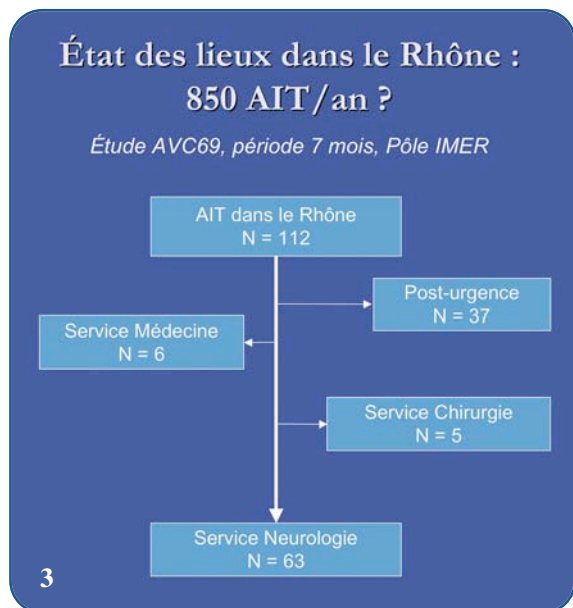 État des lieux dans le Rhône :
850 AIT/an ?
Étude AVC69, période 7 mois, Pôle IMER
AIT dans le Rhône
N = 112
Post-urgence
N = 37
Service Médecine
N = 6
Service Chirurgie
N = 5
Service Neurologie
N = 63
3